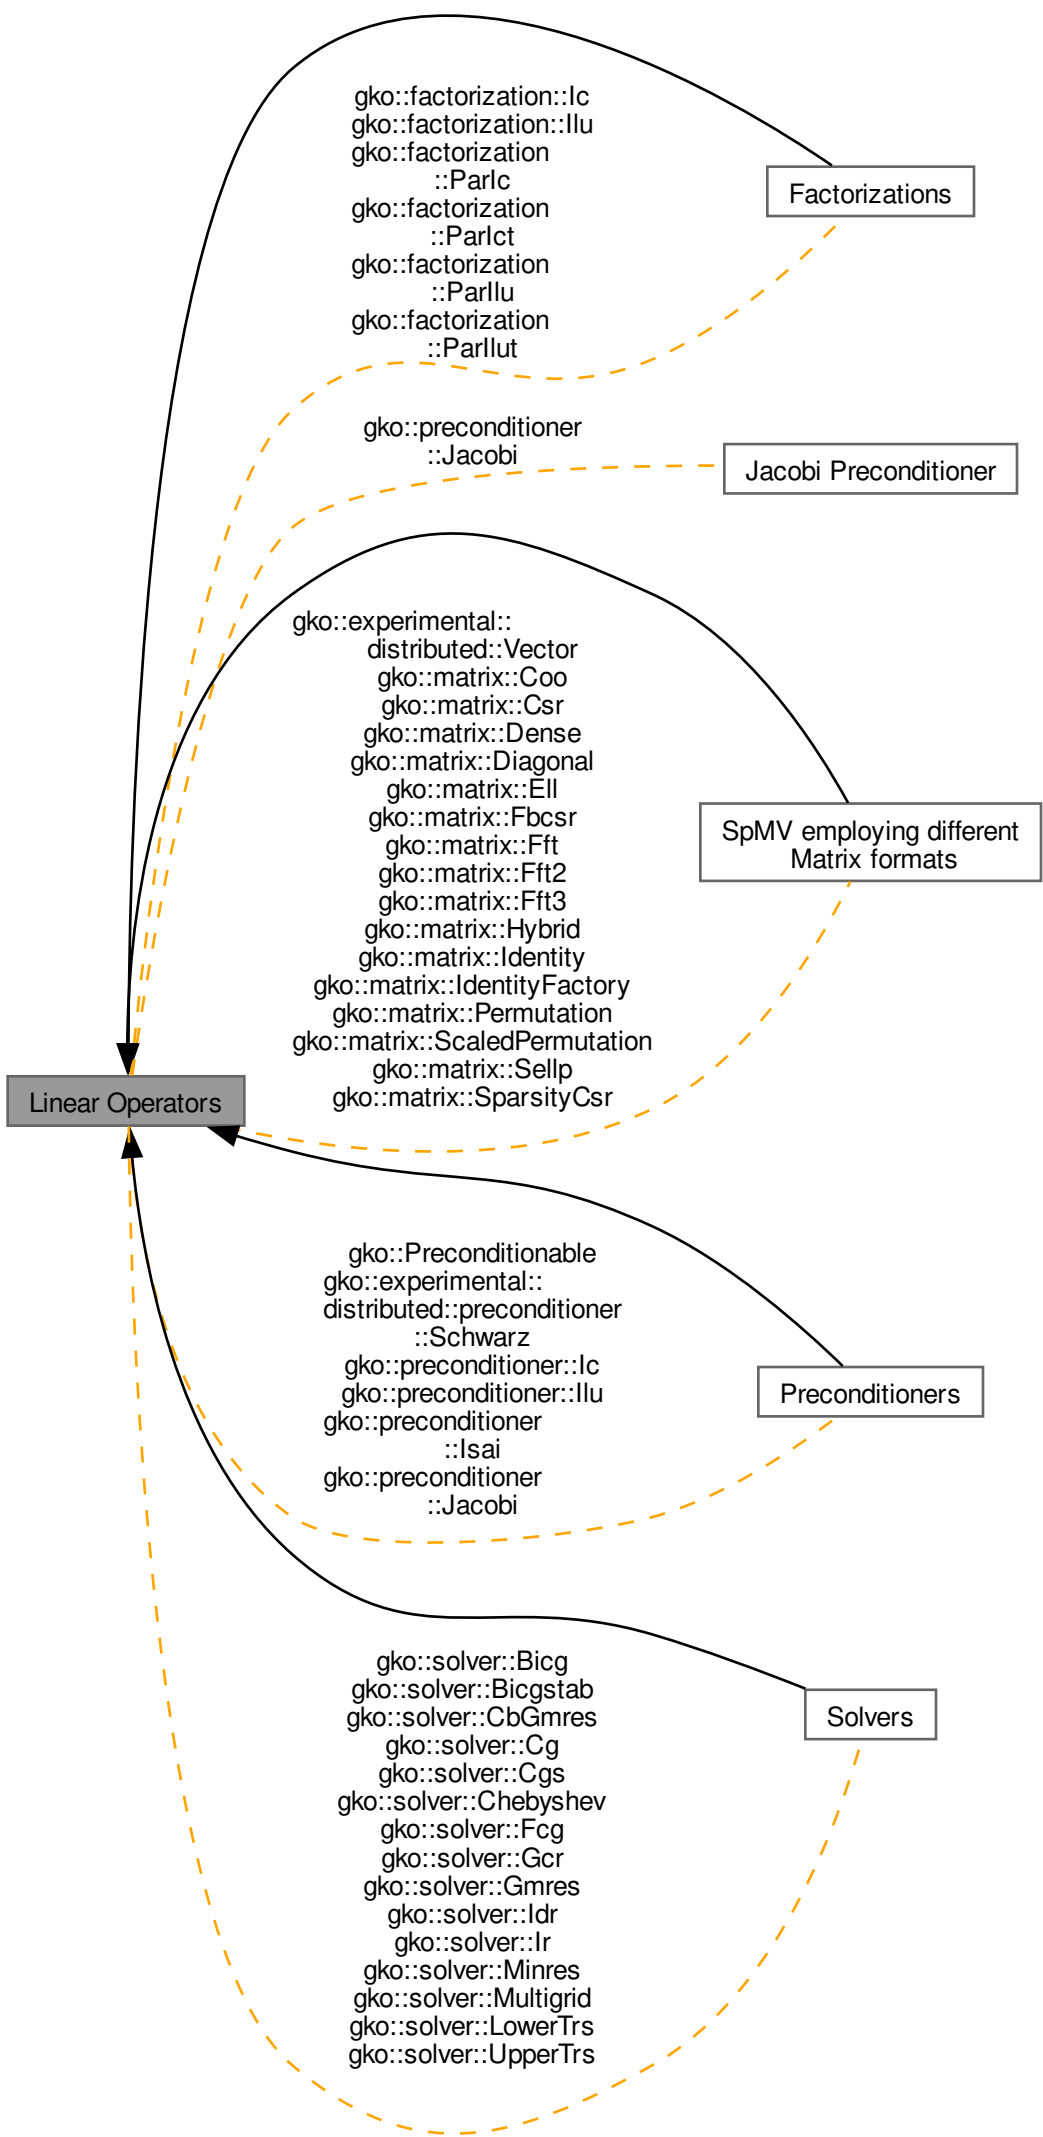 gko::factorization::Ic
gko::factorization::Ilu
gko::factorization
::ParIc
gko::factorization
::ParIct
gko::factorization
::ParIlu
gko::factorization
::ParIlut
Factorizations
gko::preconditioner
::Jacobi
Jacobi Preconditioner
gko::experimental::
distributed::Vector
gko::matrix::Coo
gko::matrix::Csr
gko::matrix::Dense
gko::matrix::Diagonal
gko::matrix::Ell
gko::matrix::Fbcsr
gko::matrix::Fft
gko::matrix::Fft2
gko::matrix::Fft3
gko::matrix::Hybrid
gko::matrix::Identity
gko::matrix::IdentityFactory
gko::matrix::Permutation
gko::matrix::ScaledPermutation
gko::matrix::Sellp
gko::matrix::SparsityCsr
SpMV employing different
Matrix formats
Linear Operators
gko::Preconditionable
gko::experimental::
distributed::preconditioner
::Schwarz
gko::preconditioner::Ic
gko::preconditioner::Ilu
gko::preconditioner
::Isai
gko::preconditioner
::Jacobi
Preconditioners
gko::solver::Bicg
gko::solver::Bicgstab
gko::solver::CbGmres
gko::solver::Cg
gko::solver::Cgs
gko::solver::Chebyshev
gko::solver::Fcg
gko::solver::Gcr
gko::solver::Gmres
gko::solver::Idr
gko::solver::Ir
gko::solver::Minres
gko::solver::Multigrid
gko::solver::LowerTrs
gko::solver::UpperTrs
Solvers